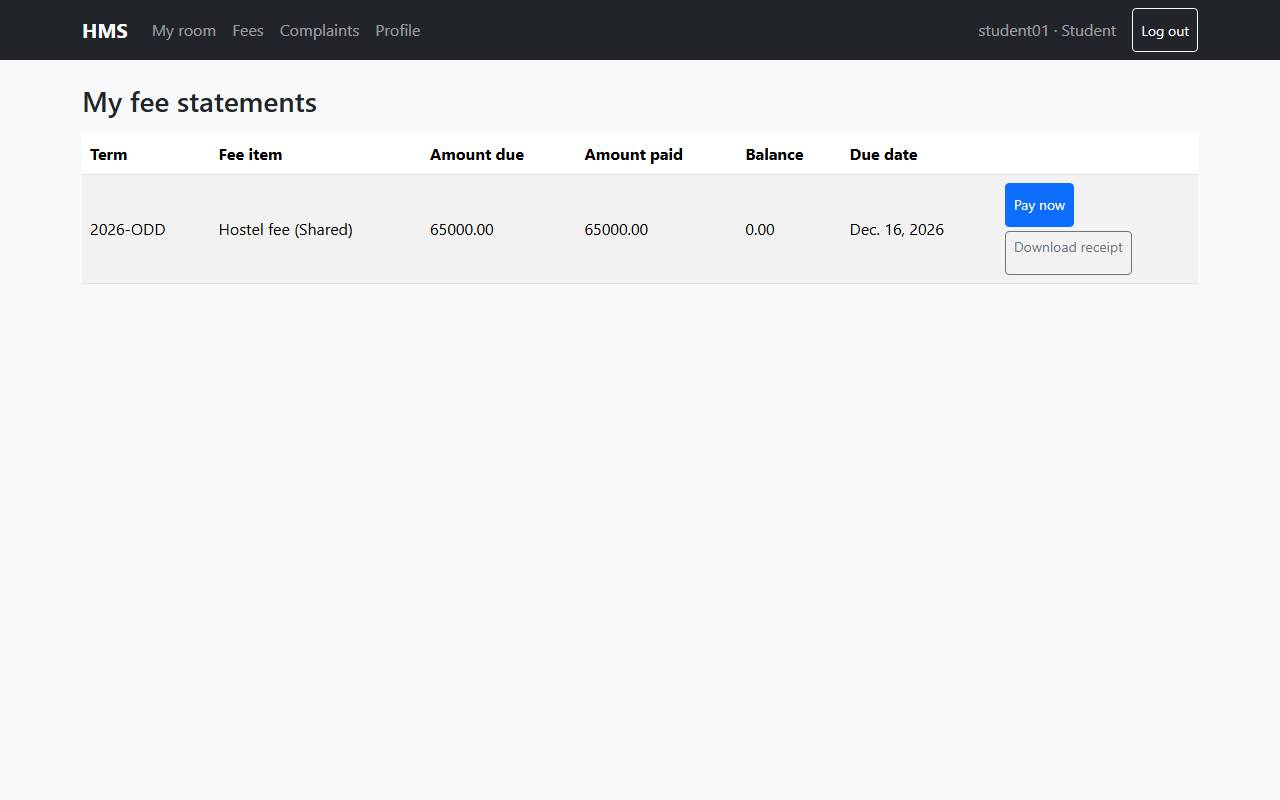 HMS My room Fees Complaints Profile student01 · Student Log out
My fee statements
Term Fee item Amount due Amount paid Balance Due date
2026-ODD Hostel fee (Shared) 65000.00 65000.00 0.00 Dec. 16, 2026 Pay now
Download receipt